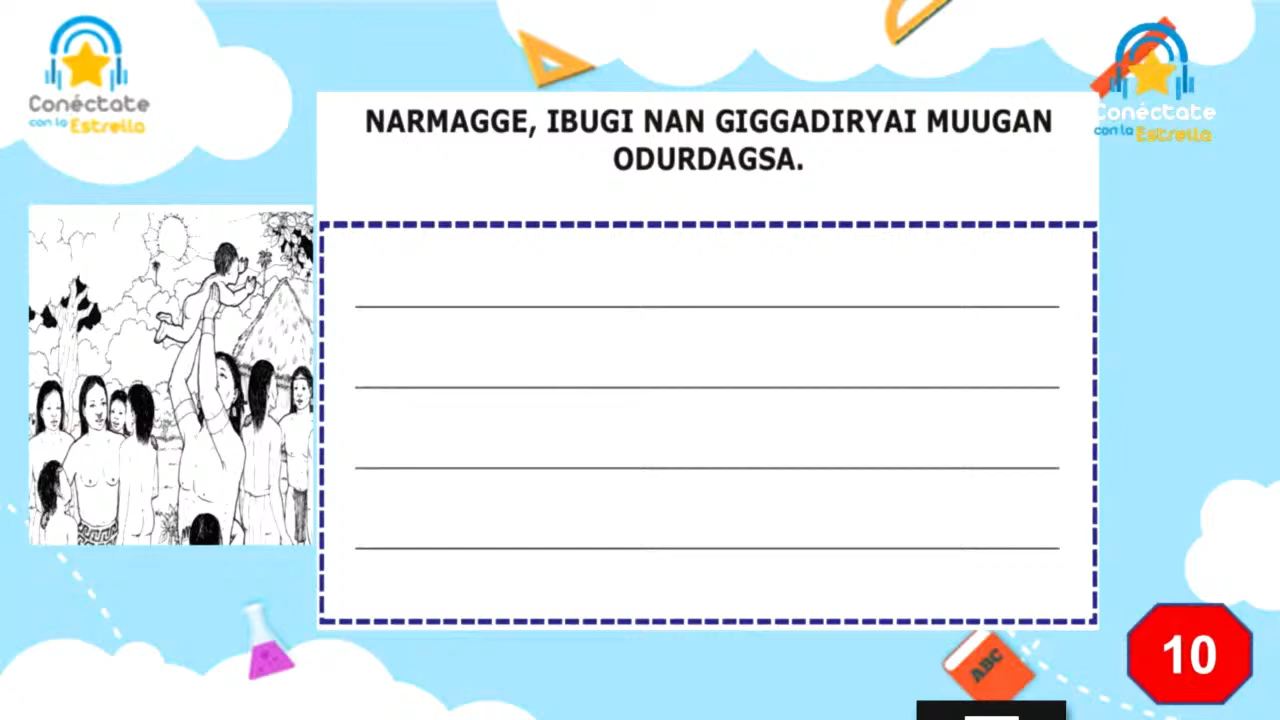 Conéctate
con la Estrella
Conéctate
con la Estrella
NARMAGGE, IBUGI NAN GIGGADIRYAI MUUGAN
ODURDAGSA.
ABC
10